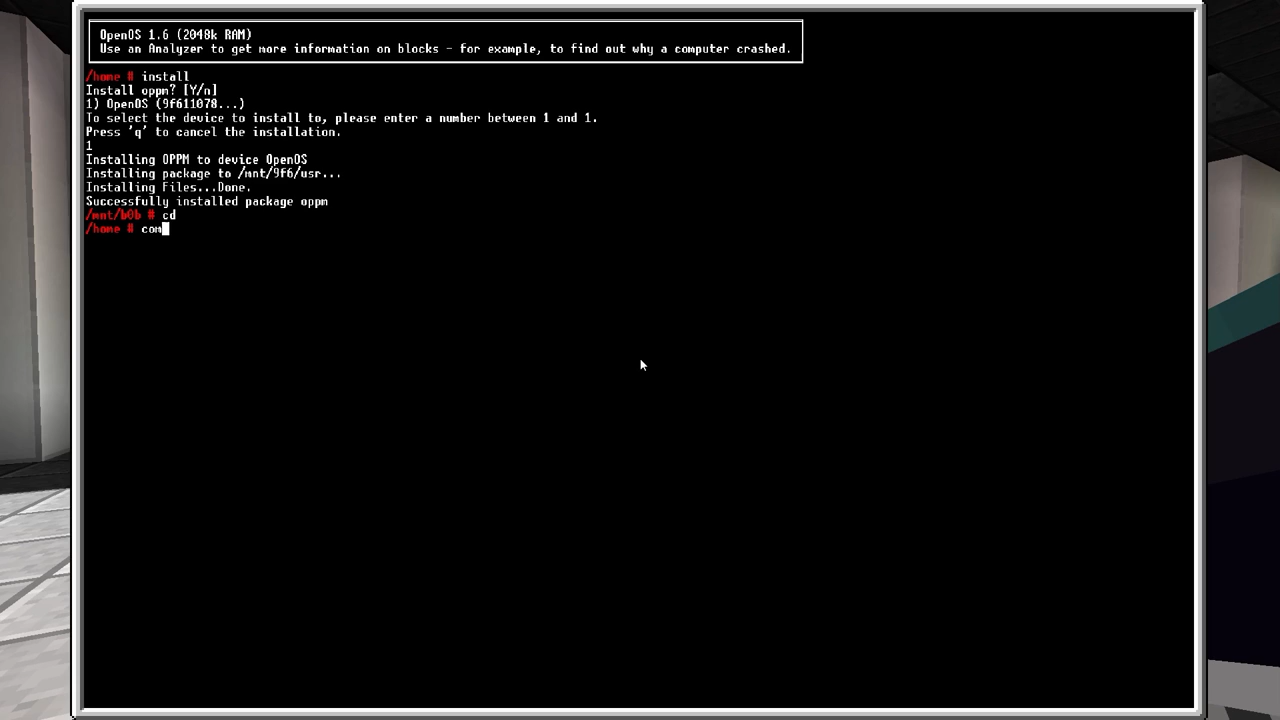 OpenOS 1.6 (2048k RAM)
Use an Analyzer to get more information on blocks - for example, to find out why a computer crashed.
/home # install
Install oppm? [Y/n]
1) OpenOS (9f611078...)
To select the device to install to, please enter a number between 1 and 1.
Press 'q' to cancel the installation.
1
Installing OPPM to device OpenOS
Installing package to /mnt/9f6/usr...
Installing Files...Done.
Successfully installed package oppm
/mnt/b0b # cd
/home # com